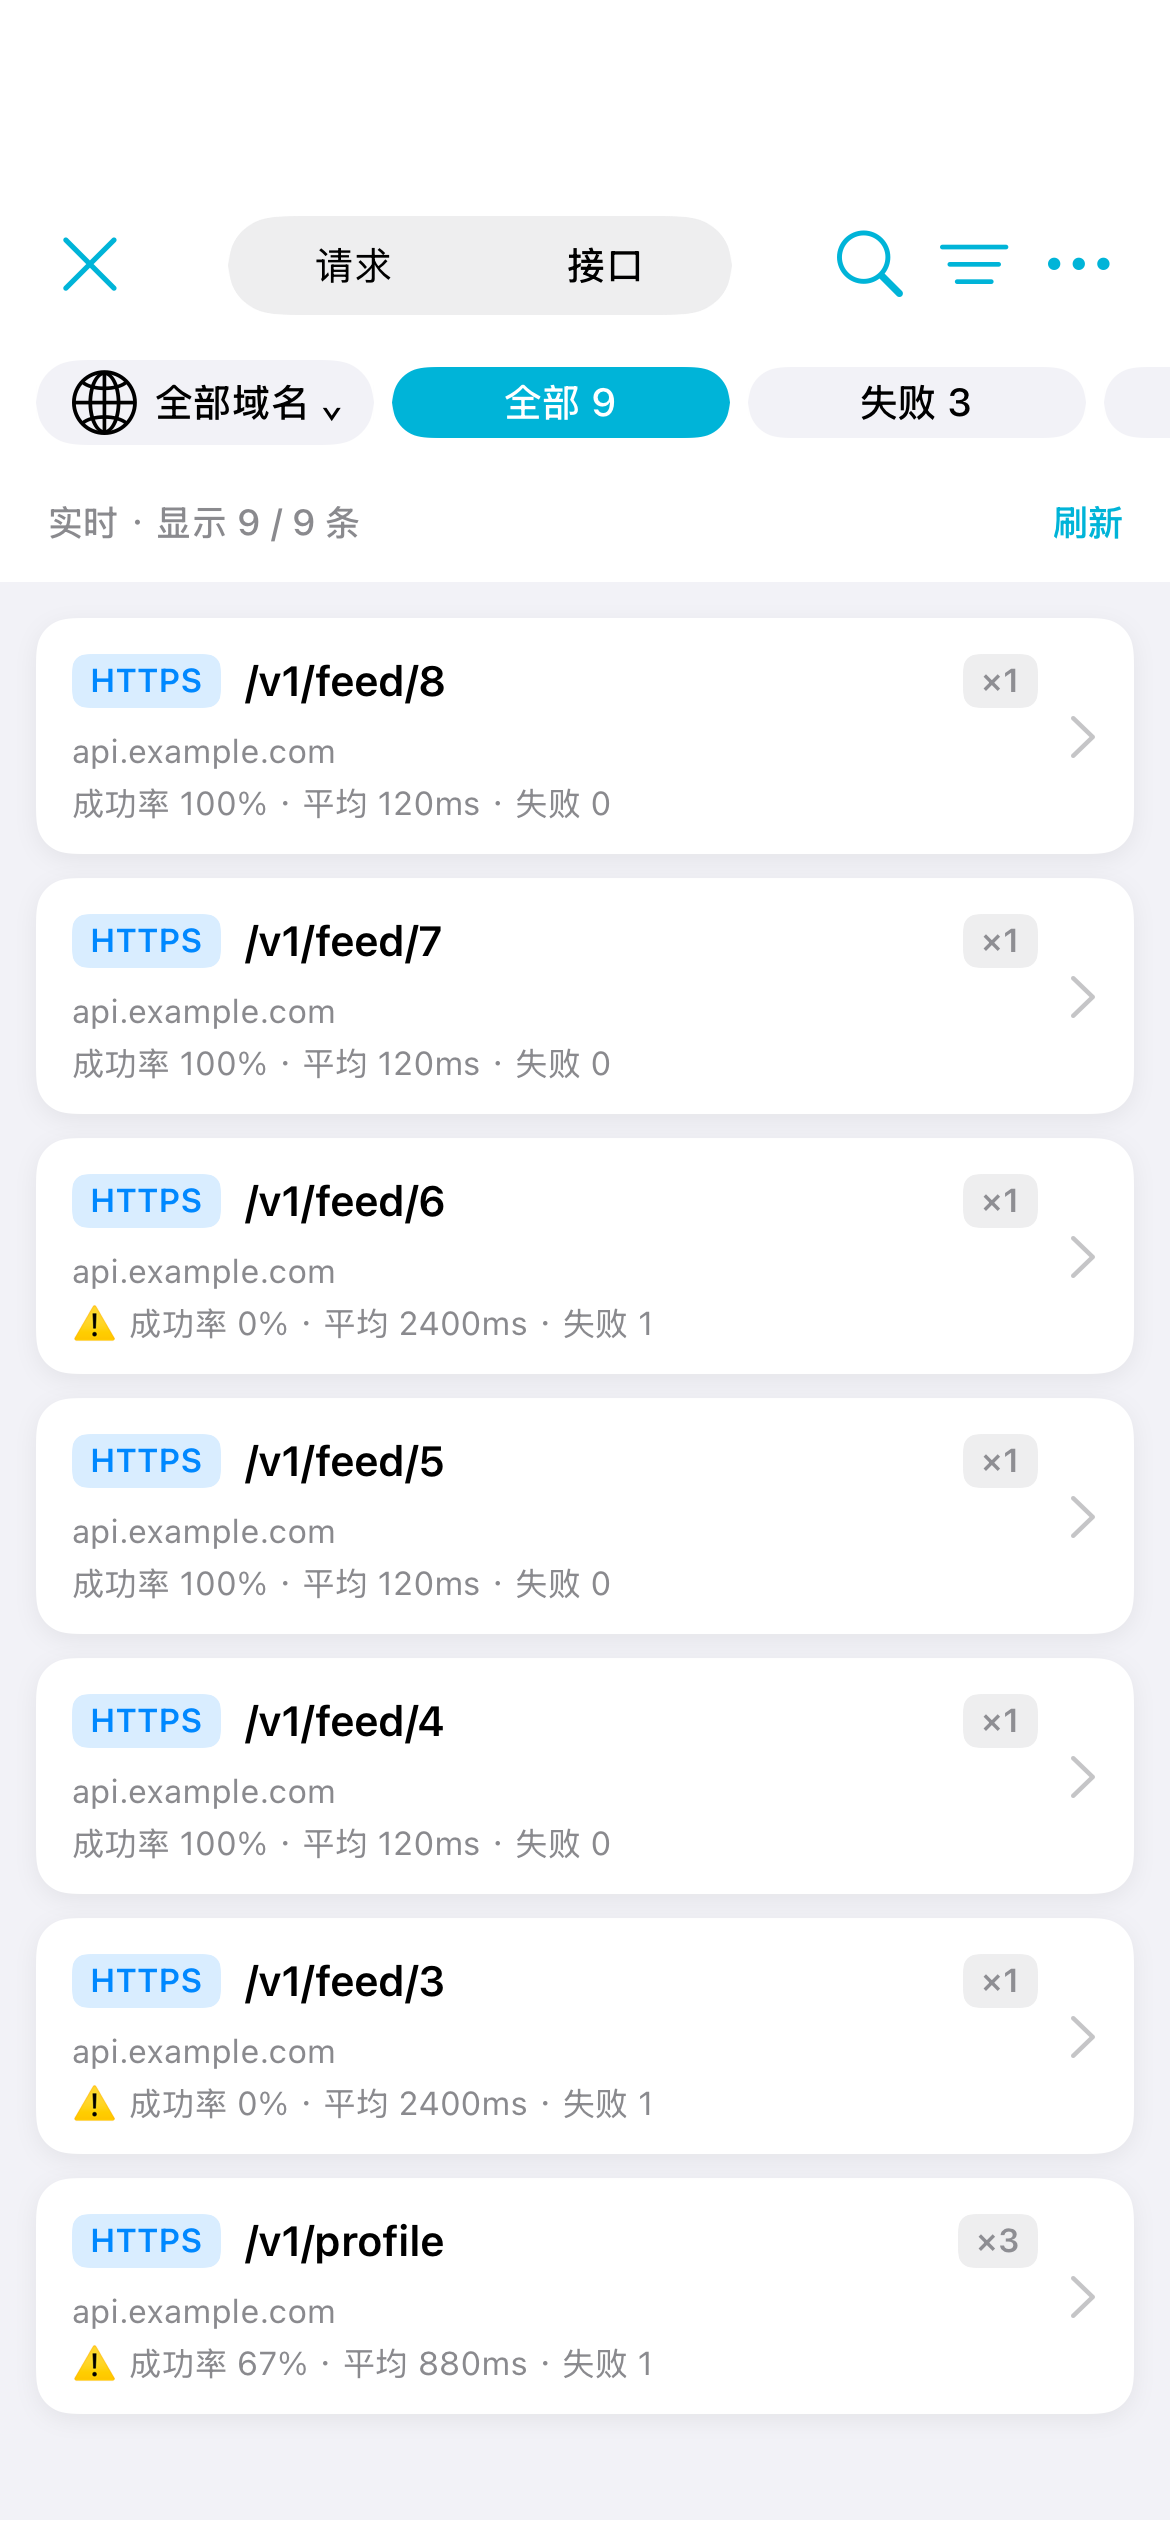 请求 接口
全部域名 全部 9 失败 3
实时 · 显示 9 / 9 条 刷新
HTTPS /v1/feed/8 ×1
api.example.com
成功率 100% · 平均 120ms · 失败 0
HTTPS /v1/feed/7 ×1
api.example.com
成功率 100% · 平均 120ms · 失败 0
HTTPS /v1/feed/6 ×1
api.example.com
⚠️ 成功率 0% · 平均 2400ms · 失败 1
HTTPS /v1/feed/5 ×1
api.example.com
成功率 100% · 平均 120ms · 失败 0
HTTPS /v1/feed/4 ×1
api.example.com
成功率 100% · 平均 120ms · 失败 0
HTTPS /v1/feed/3 ×1
api.example.com
⚠️ 成功率 0% · 平均 2400ms · 失败 1
HTTPS /v1/profile ×3
api.example.com
⚠️ 成功率 67% · 平均 880ms · 失败 1